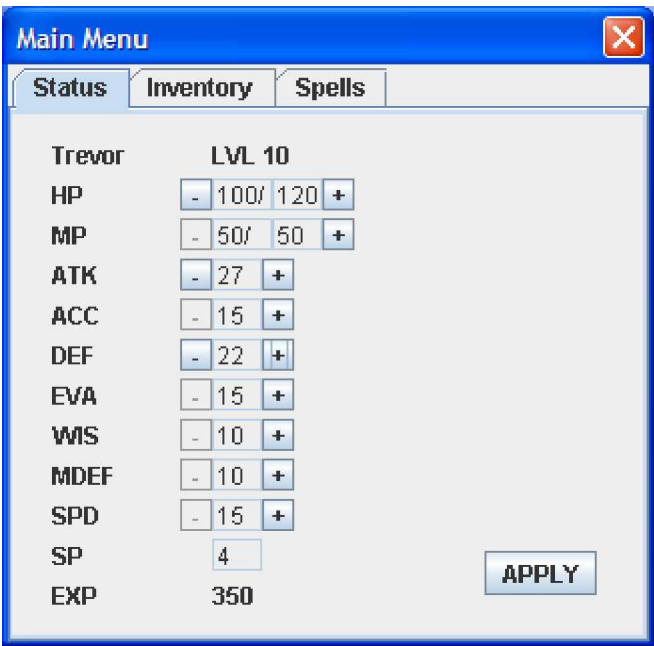 Main Menu
Status Inventory Spells
Trevor LVL 10
HP - 100/ 120 +
MP - 50/ 50 +
ATK - 27 +
ACC - 15 +
DEF - 22 +
EVA - 15 +
WIS - 10 +
MDEF - 10 +
SPD - 15 +
SP 4
APPLY
EXP 350